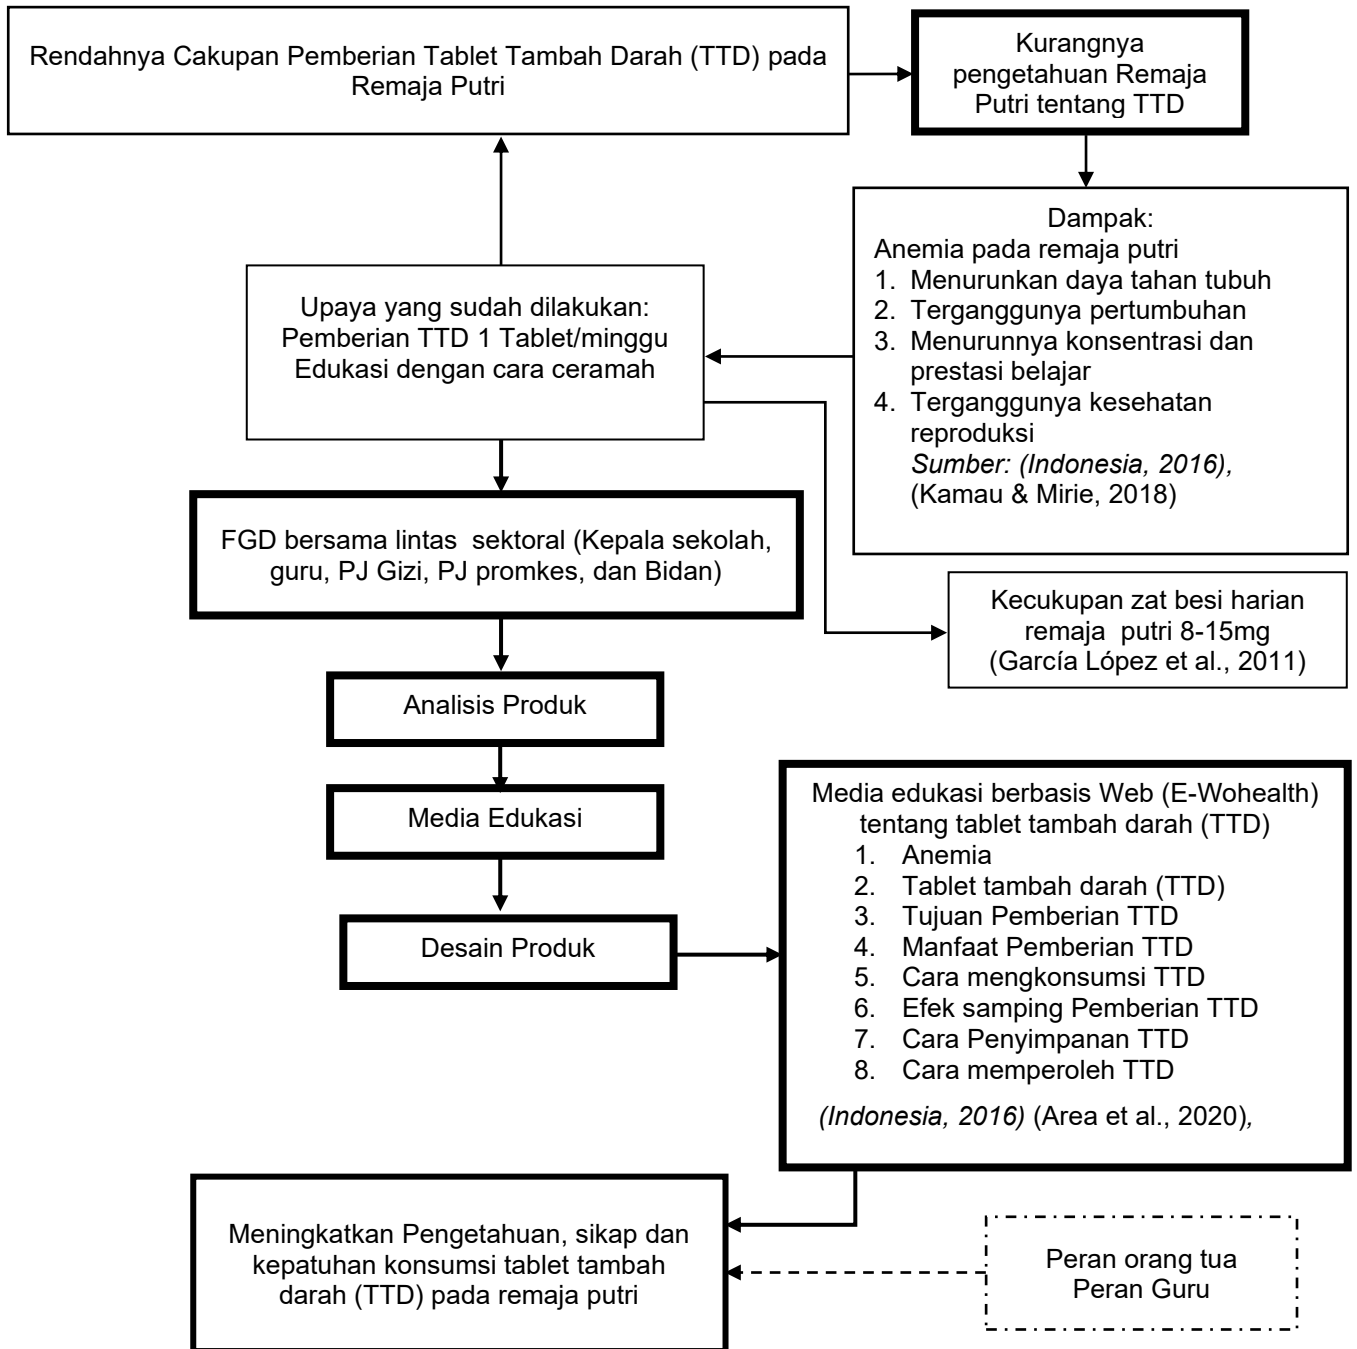 Rendahnya Cakupan Pemberian Tablet Tambah Darah (TTD) pada
Remaja Putri
Kurangnya
pengetahuan Remaja
Putri tentang TTD
Dampak:
Anemia pada remaja putri
1. Menurunkan daya tahan tubuh
2. Terganggunya pertumbuhan
3. Menurunnya konsentrasi dan
prestasi belajar
4. Terganggunya kesehatan
reproduksi
Sumber: (Indonesia, 2016),
(Kamau & Mirie, 2018)
Upaya yang sudah dilakukan:
Pemberian TTD 1 Tablet/minggu
Edukasi dengan cara ceramah
FGD bersama lintas sektoral (Kepala sekolah,
guru, PJ Gizi, PJ promkes, dan Bidan)
Kecukupan zat besi harian
remaja putri 8-15mg
(García López et al., 2011)
Analisis Produk
Media Edukasi
Desain Produk
Media edukasi berbasis Web (E-Wohealth)
tentang tablet tambah darah (TTD)
1. Anemia
2. Tablet tambah darah (TTD)
3. Tujuan Pemberian TTD
4. Manfaat Pemberian TTD
5. Cara mengkonsumsi TTD
6. Efek samping Pemberian TTD
7. Cara Penyimpanan TTD
8. Cara memperoleh TTD
(Indonesia, 2016) (Area et al., 2020),
Meningkatkan Pengetahuan, sikap dan
kepatuhan konsumsi tablet tambah
darah (TTD) pada remaja putri
Peran orang tua
Peran Guru